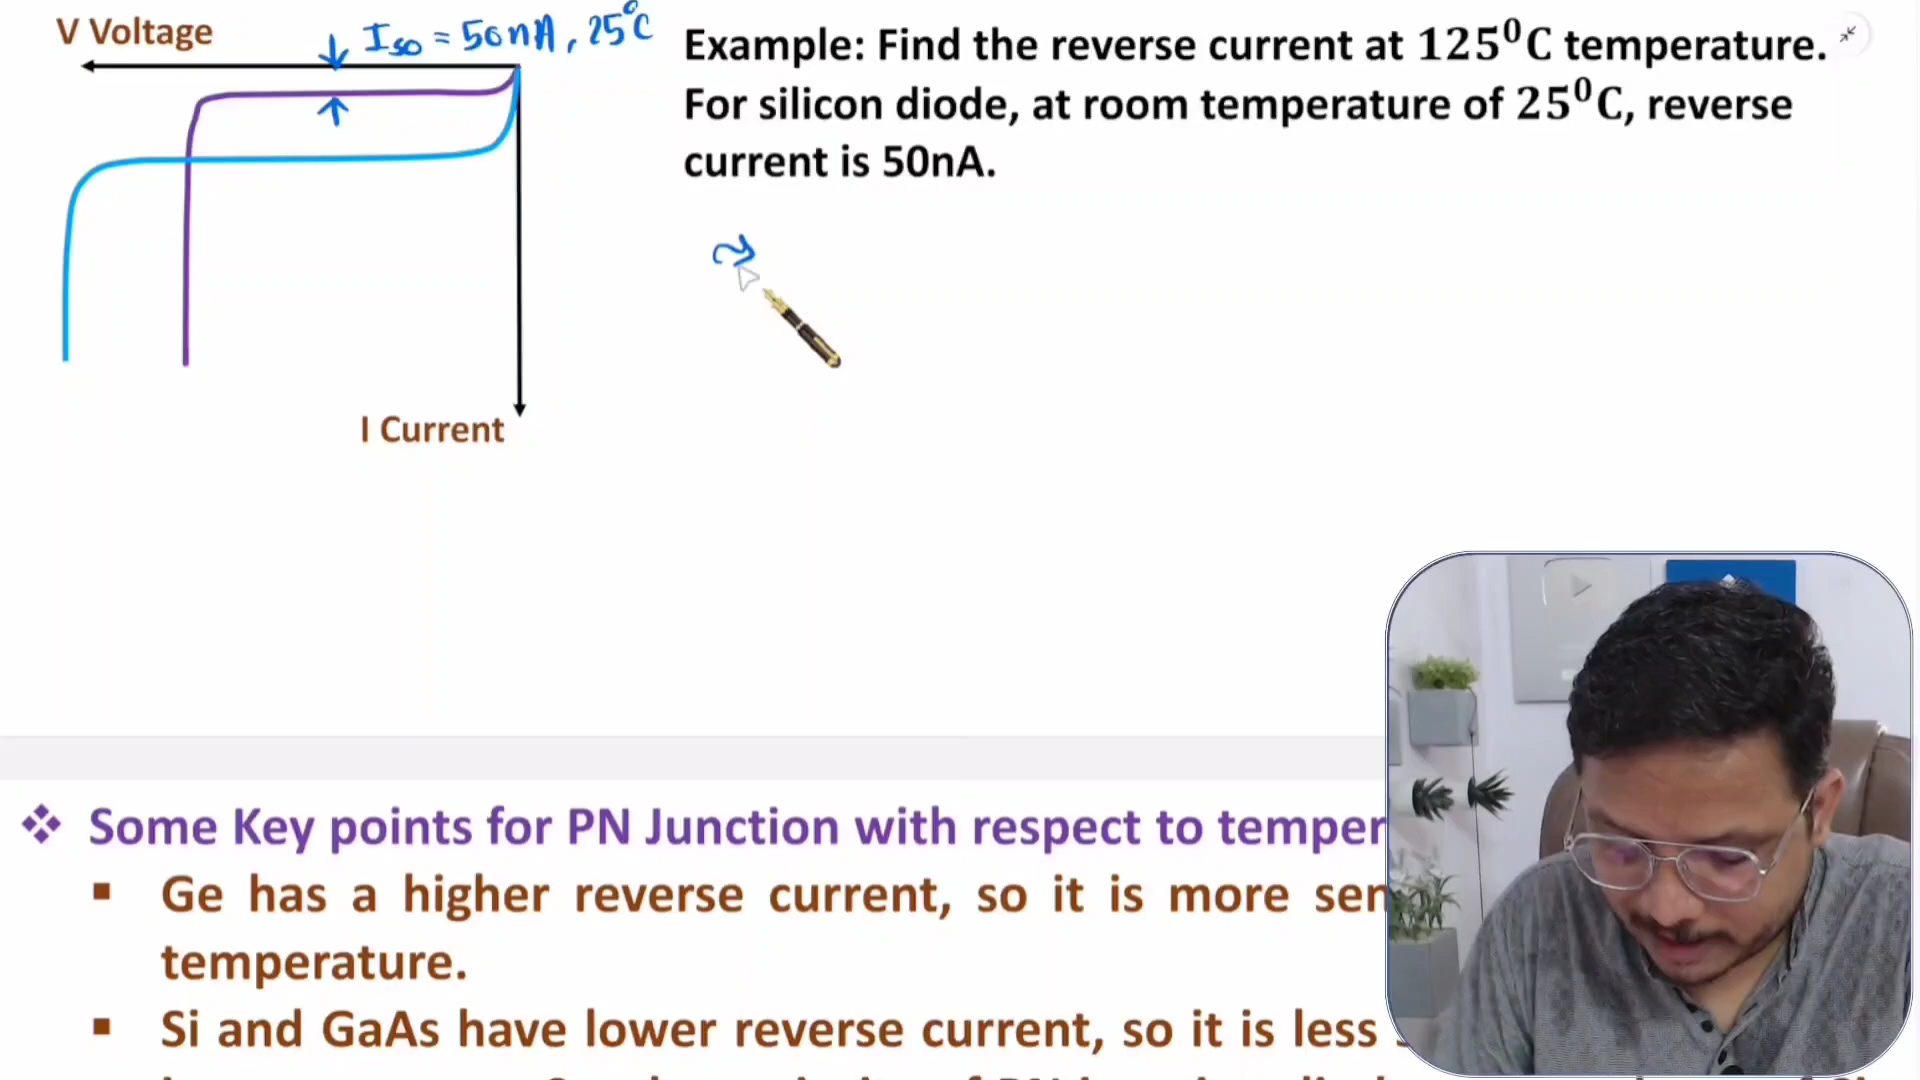 V Voltage
I_SO = 50nA, 25°C
I Current
Example: Find the reverse current at 125⁰C temperature.
For silicon diode, at room temperature of 25⁰C, reverse
current is 50nA.
❖ Some Key points for PN Junction with respect to temper
▪ Ge has a higher reverse current, so it is more sen
temperature.
▪ Si and GaAs have lower reverse current, so it is less